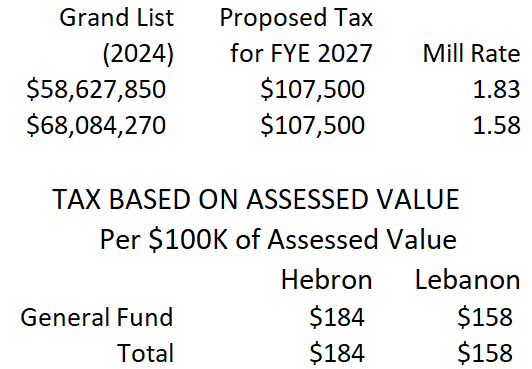 Grand List Proposed Tax
(2024) for FYE 2027 Mill Rate
$58,627,850 $107,500 1.83
$68,084,270 $107,500 1.58
TAX BASED ON ASSESSED VALUE
Per $100K of Assessed Value
Hebron Lebanon
General Fund $184 $158
Total $184 $158